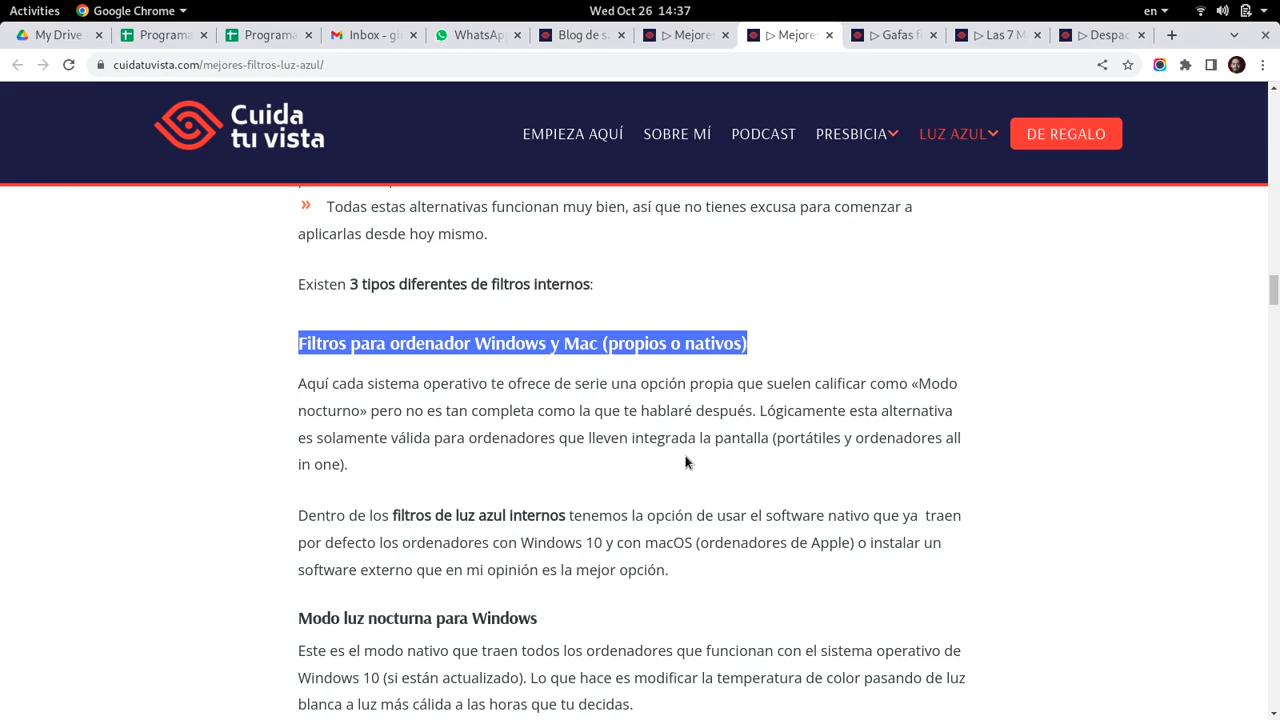 Activities
Google Chrome
Wed Oct 26 14:37
en
My Drive -
Programa
Programa
Inbox - gi
WhatsApp
Blog de sa
▷ Mejores
▷ Mejores
▷ Gafas f
▷ Las 7 M
▷ Despac
cuidatuvista.com/mejores-filtros-luz-azul/
Cuida
tu vista
EMPIEZA AQUÍ
SOBRE MÍ
PODCAST
PRESBICIA
LUZ AZUL
DE REGALO
» Todas estas alternativas funcionan muy bien, así que no tienes excusa para comenzar a
aplicarlas desde hoy mismo.
Existen 3 tipos diferentes de filtros internos:
Filtros para ordenador Windows y Mac (propios o nativos)
Aquí cada sistema operativo te ofrece de serie una opción propia que suelen calificar como «Modo
nocturno» pero no es tan completa como la que te hablaré después. Lógicamente esta alternativa
es solamente válida para ordenadores que lleven integrada la pantalla (portátiles y ordenadores all
in one).
Dentro de los filtros de luz azul internos tenemos la opción de usar el software nativo que ya traen
por defecto los ordenadores con Windows 10 y con macOS (ordenadores de Apple) o instalar un
software externo que en mi opinión es la mejor opción.
Modo luz nocturna para Windows
Este es el modo nativo que traen todos los ordenadores que funcionan con el sistema operativo de
Windows 10 (si están actualizado). Lo que hace es modificar la temperatura de color pasando de luz
blanca a luz más cálida a las horas que tu decidas.